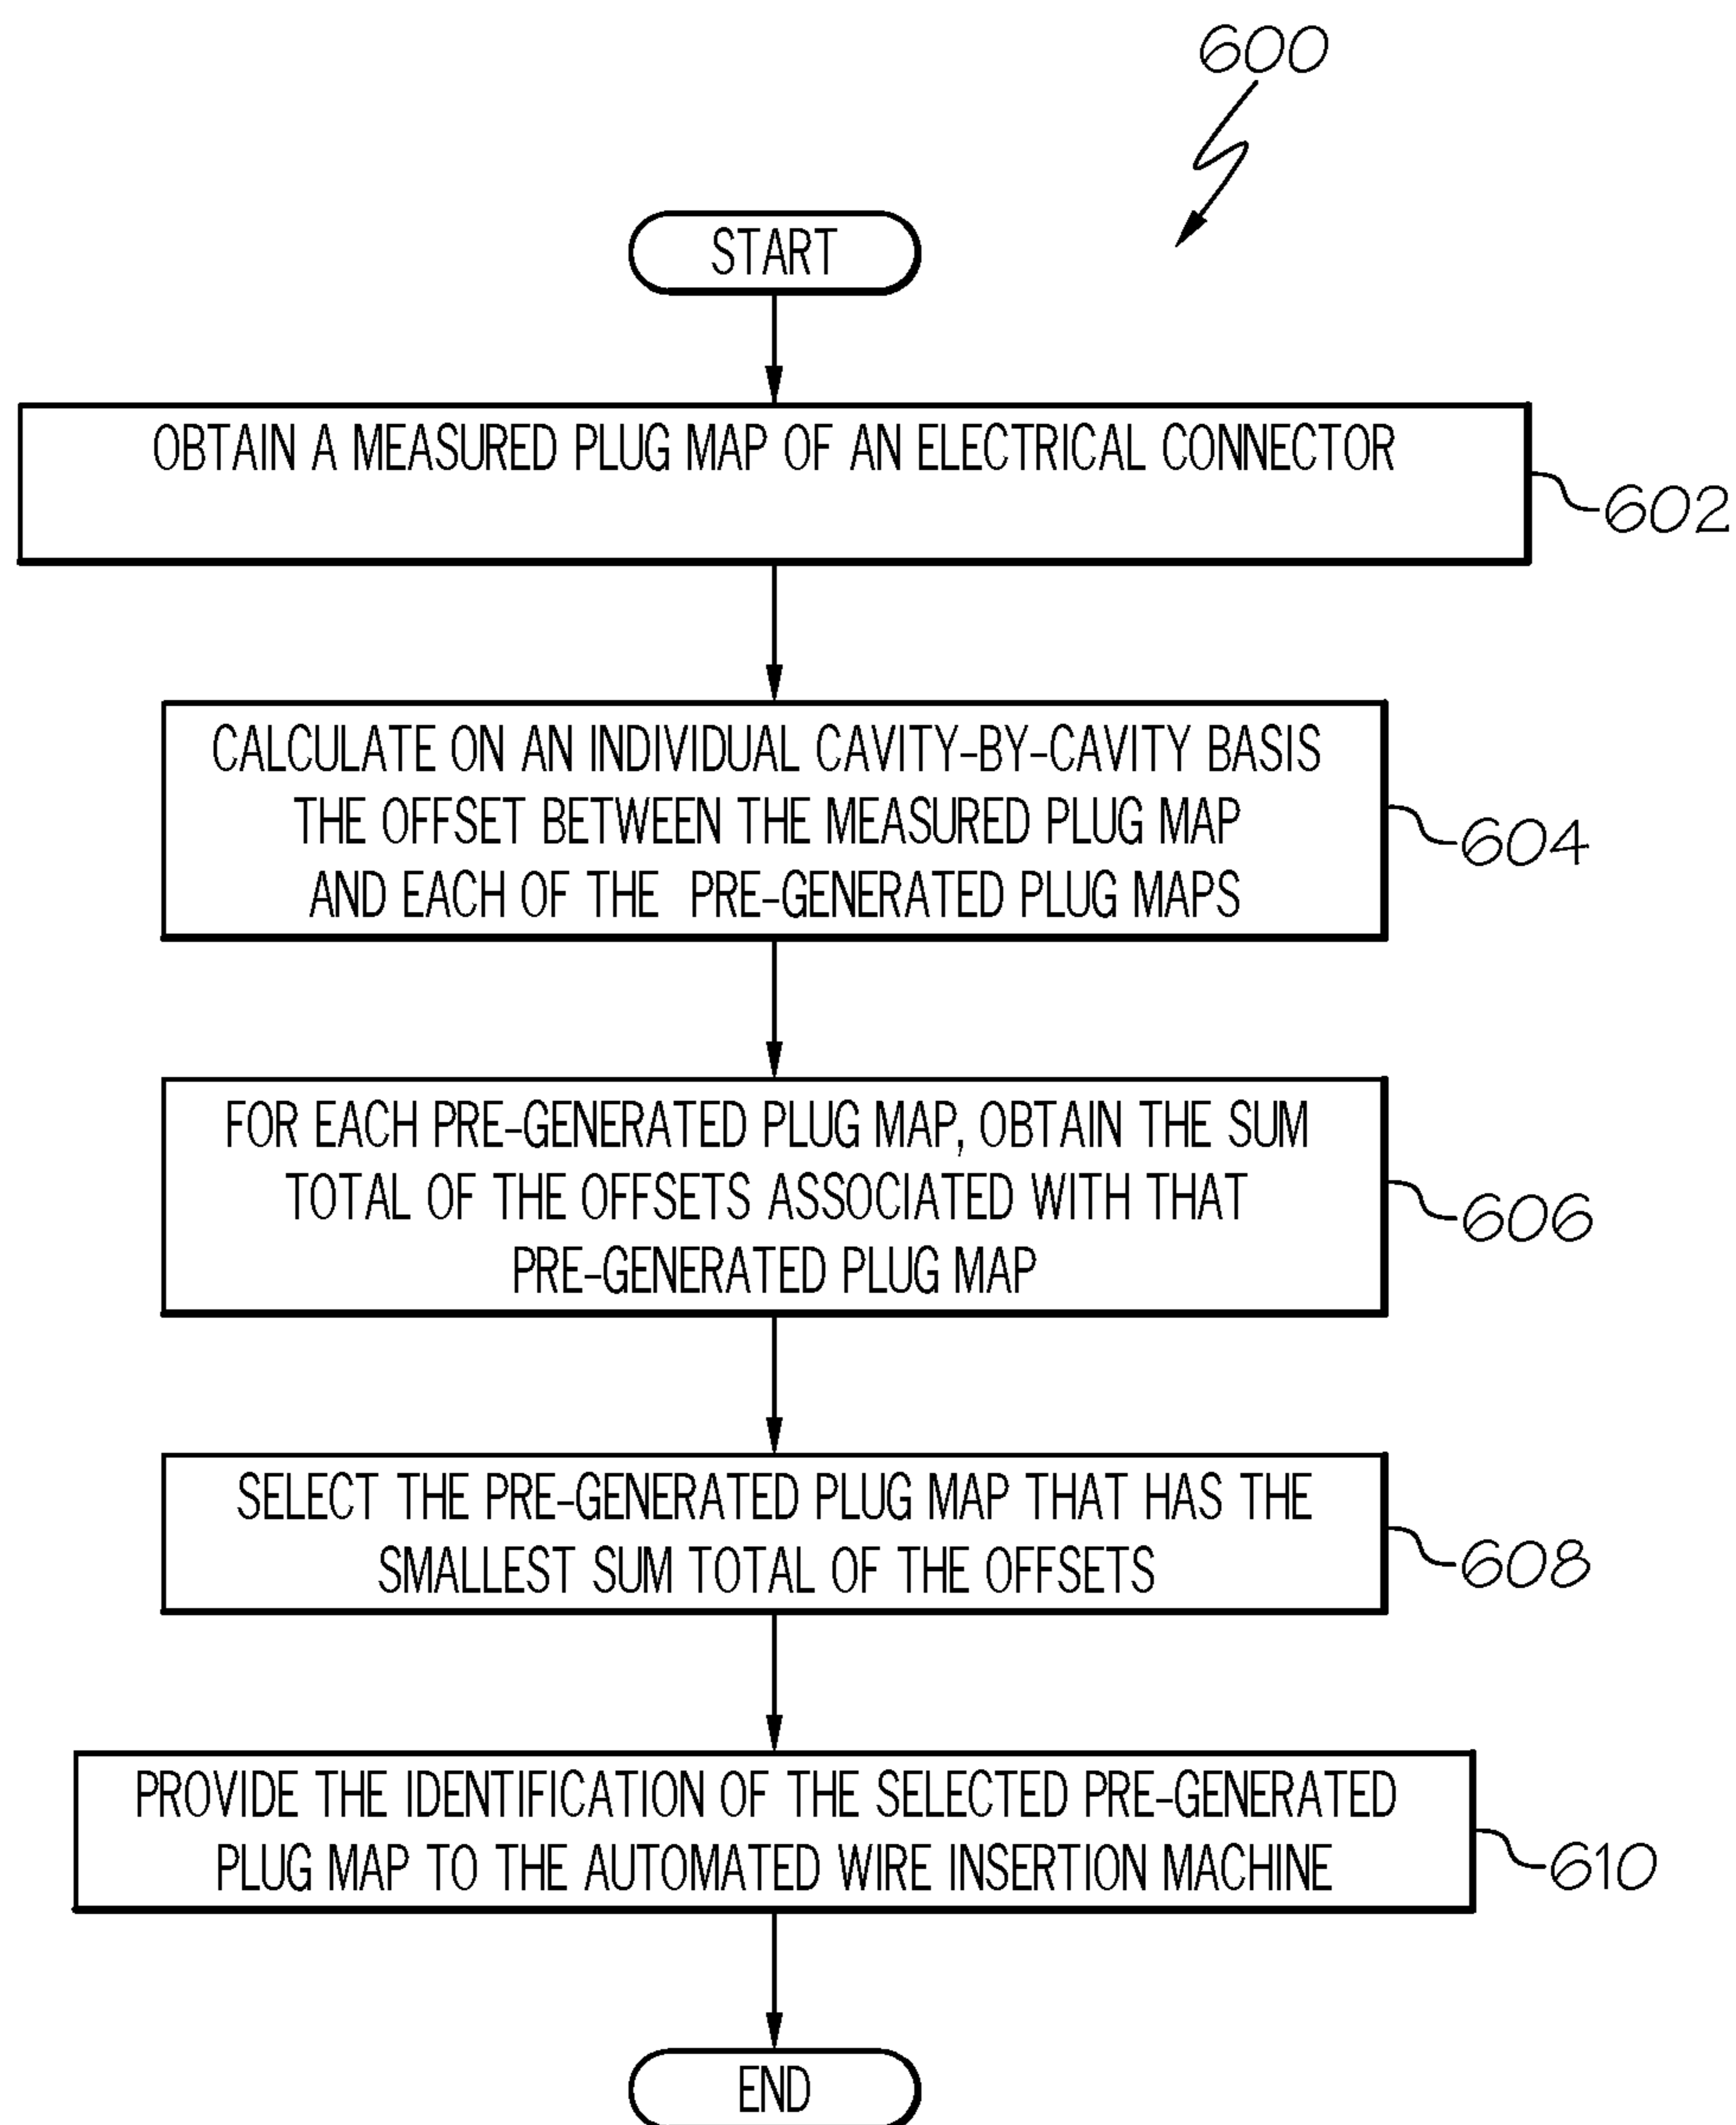 600
START
OBTAIN A MEASURED PLUG MAP OF AN ELECTRICAL CONNECTOR
602
CALCULATE ON AN INDIVIDUAL CAVITY-BY-CAVITY BASIS
THE OFFSET BETWEEN THE MEASURED PLUG MAP
AND EACH OF THE PRE-GENERATED PLUG MAPS
604
FOR EACH PRE-GENERATED PLUG MAP, OBTAIN THE SUM
TOTAL OF THE OFFSETS ASSOCIATED WITH THAT
PRE-GENERATED PLUG MAP
606
SELECT THE PRE-GENERATED PLUG MAP THAT HAS THE
SMALLEST SUM TOTAL OF THE OFFSETS
608
PROVIDE THE IDENTIFICATION OF THE SELECTED PRE-GENERATED
PLUG MAP TO THE AUTOMATED WIRE INSERTION MACHINE
610
END